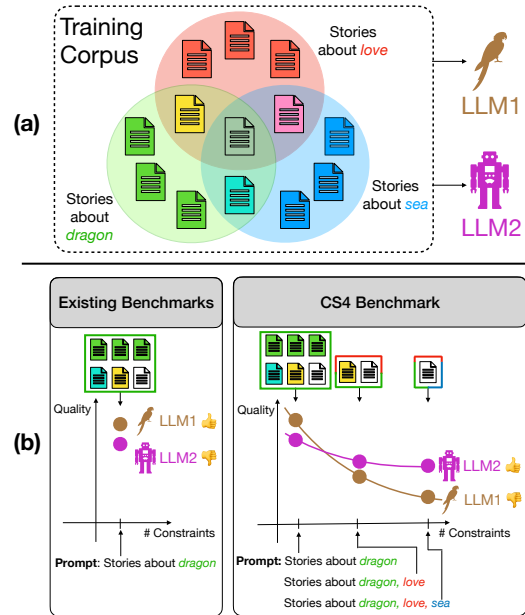 Training
Corpus
Stories
about love
Stories
about dragon
Stories
about sea
LLM1
LLM2
(a)
Existing Benchmarks
CS4 Benchmark
Quality
LLM1 👍
LLM2 👎
# Constraints
Prompt: Stories about dragon
Quality
LLM2 👍
LLM1 👎
# Constraints
Prompt: Stories about dragon
Stories about dragon, love
Stories about dragon, love, sea
(b)